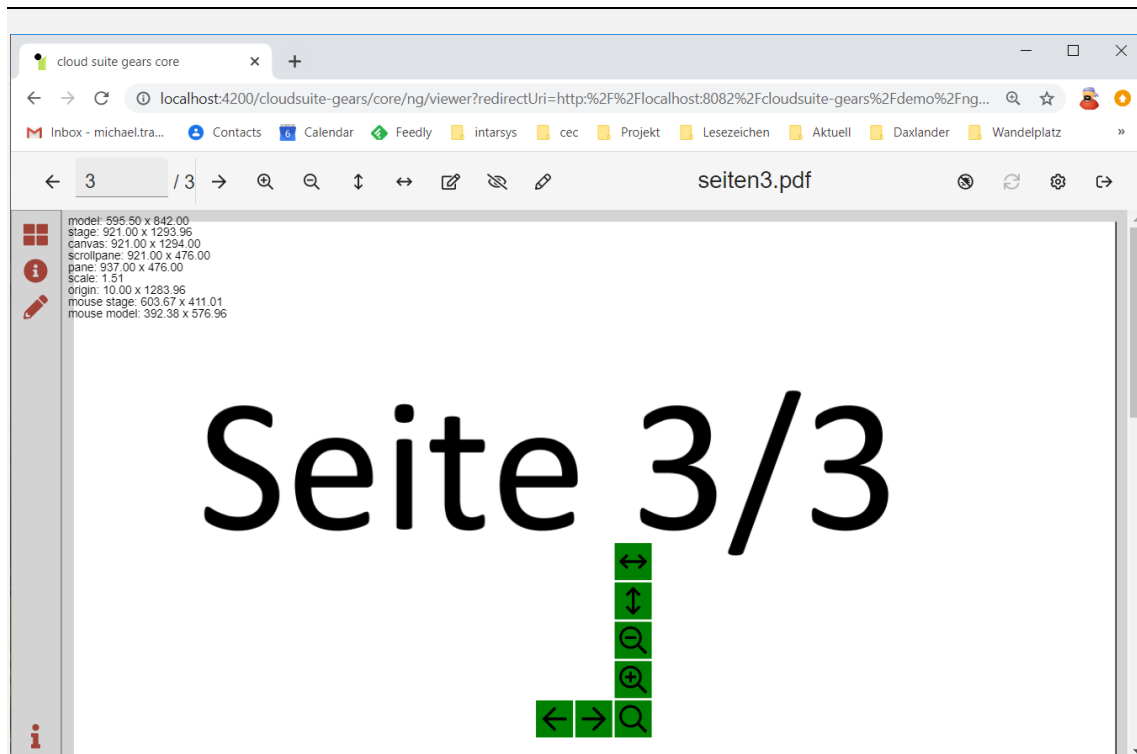 cloud suite gears core
localhost:4200/cloudsuite-gears/core/ng/viewer?redirectUri=http:%2F%2Flocalhost:8082%2Fcloudsuite-gears%2Fdemo%2Fng...
Inbox - michael.tra... Contacts 6 Calendar Feedly intarsys cec Projekt Lesezeichen Aktuell Daxlander Wandelplatz »
3 / 3 seiten3.pdf
model: 595.50 x 842.00
stage: 921.00 x 1293.96
canvas: 921.00 x 1294.00
scrollpane: 921.00 x 476.00
pane: 937.00 x 476.00
scale: 1.51
origin: 10.00 x 1283.96
mouse stage: 603.67 x 411.01
mouse model: 392.38 x 576.96
Seite 3/3